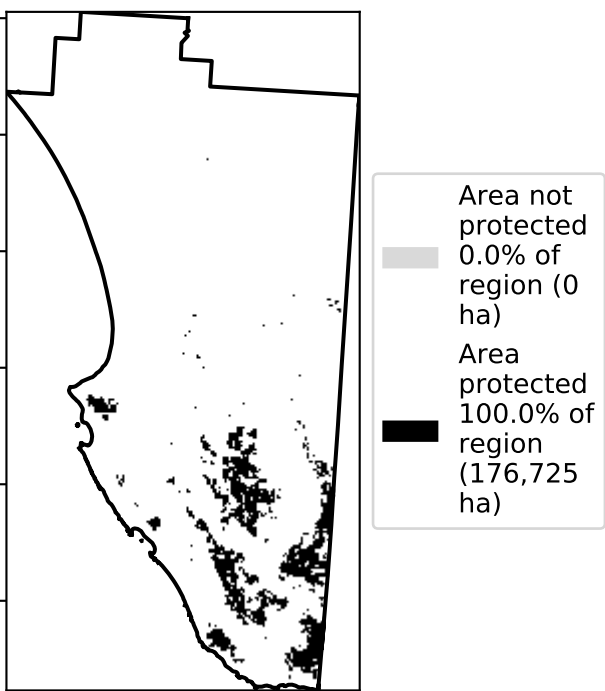 Area not
protected
0.0% of
region (0
ha)
Area
protected
100.0% of
region
(176,725
ha)